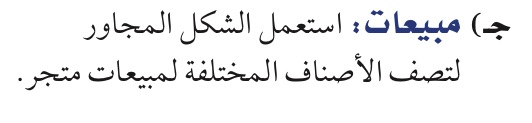 جـ) مبيعات: استعمل الشكل المجاور
لتصف الأصناف المختلفة لمبيعات متجر.